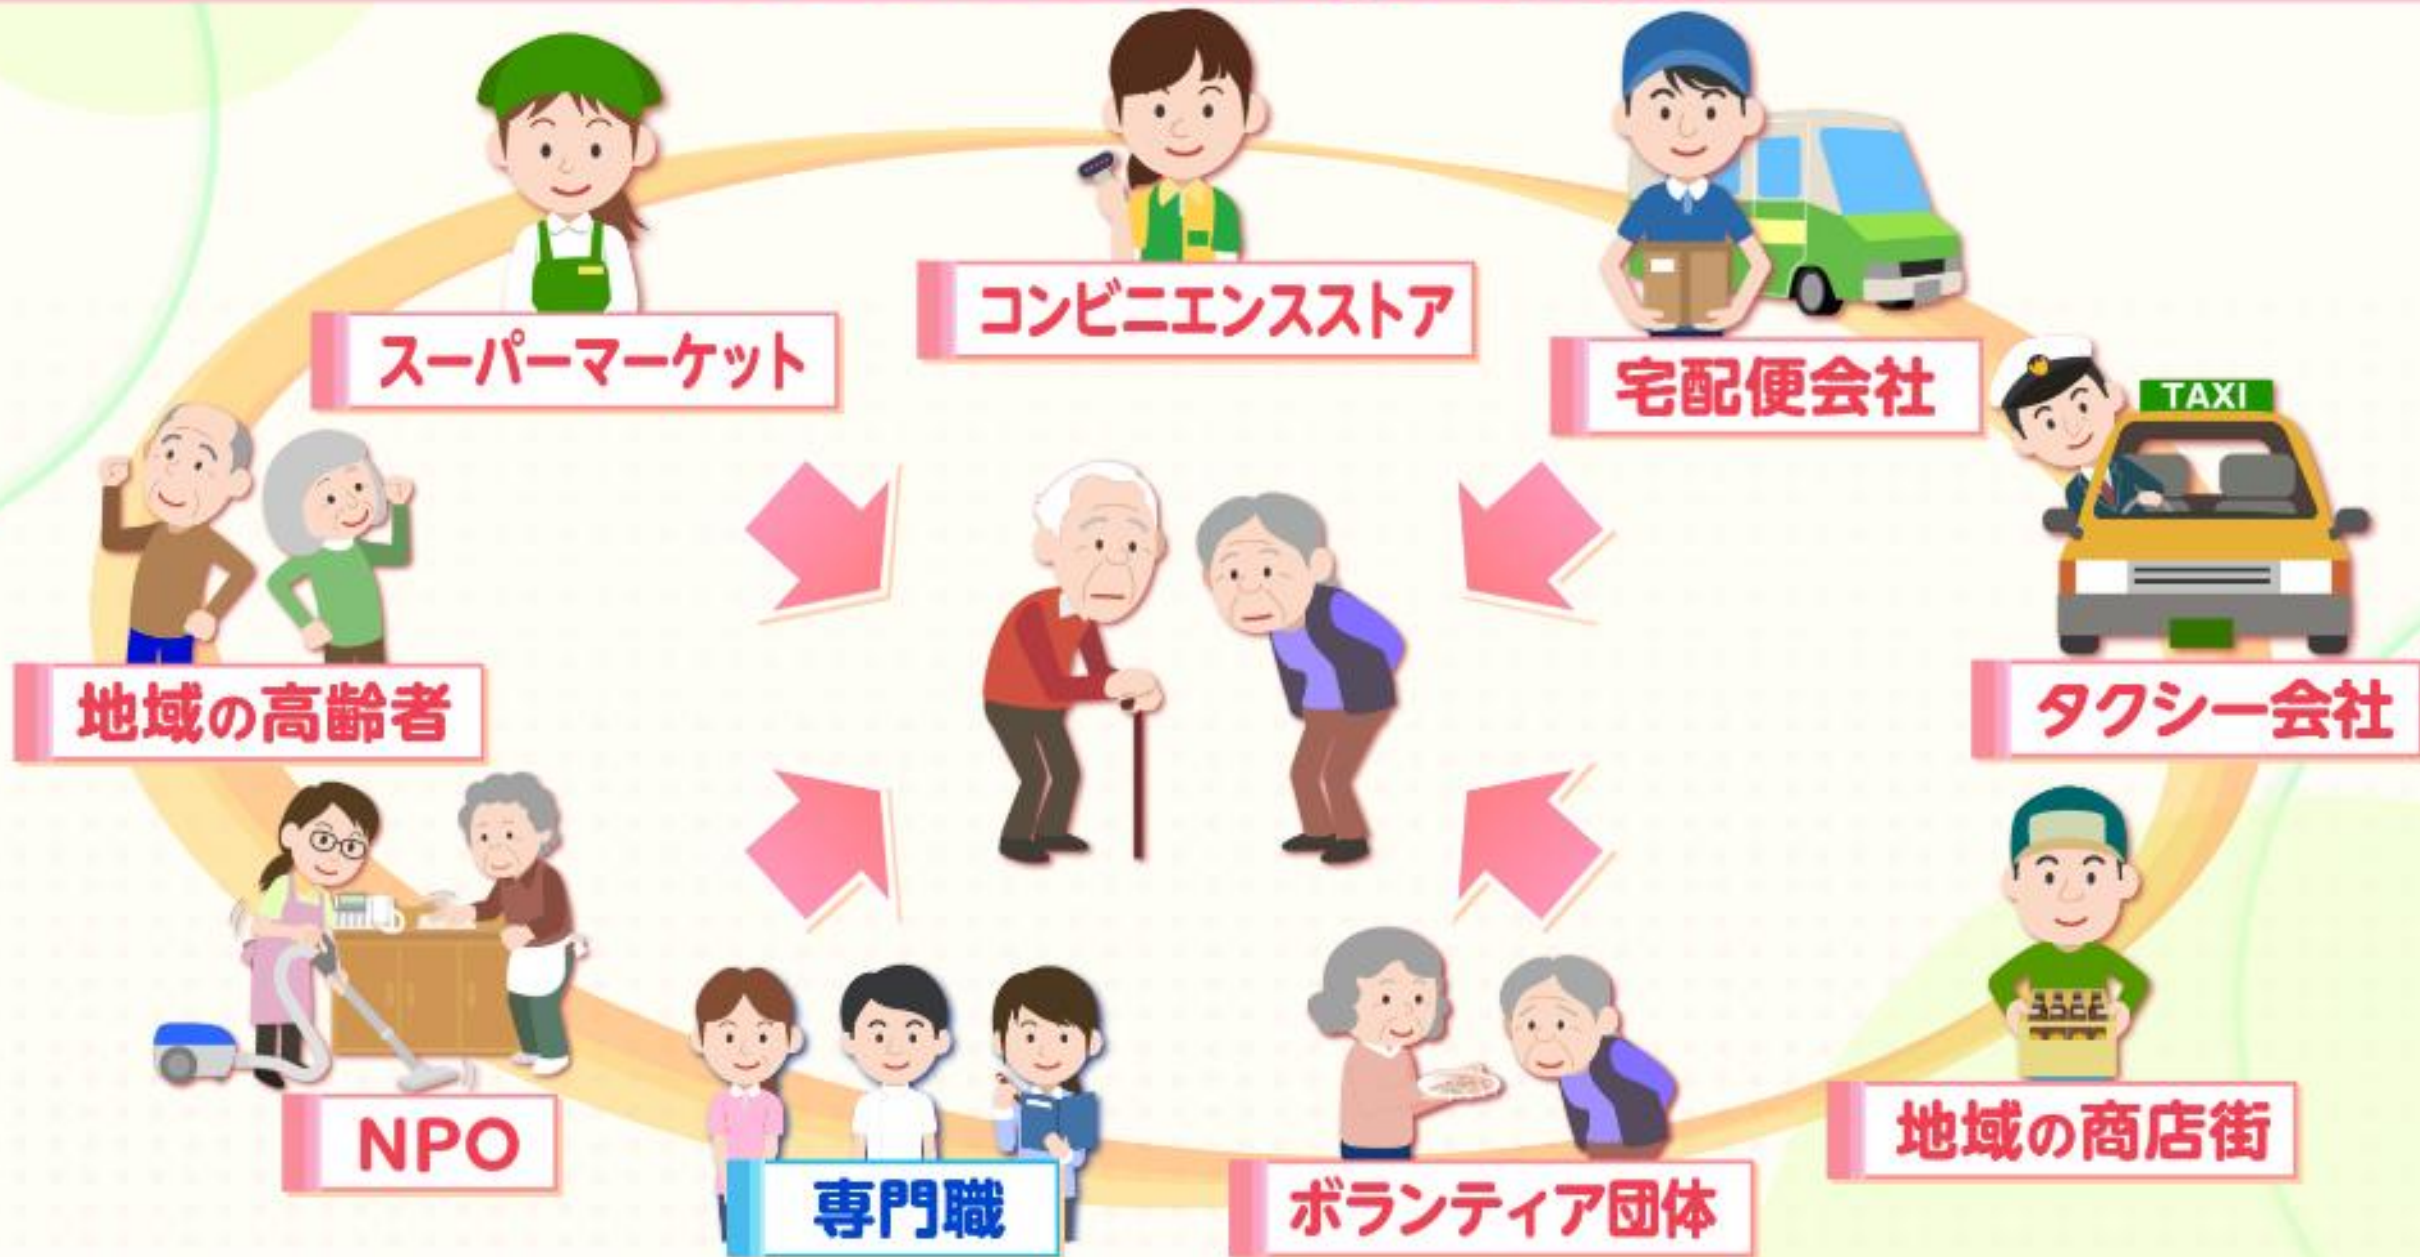 コンビニエンスストア
スーパーマーケット
宅配便会社
TAXI
地域の高齢者
タクシー会社
NPO
地域の商店街
専門職
ボランティア団体